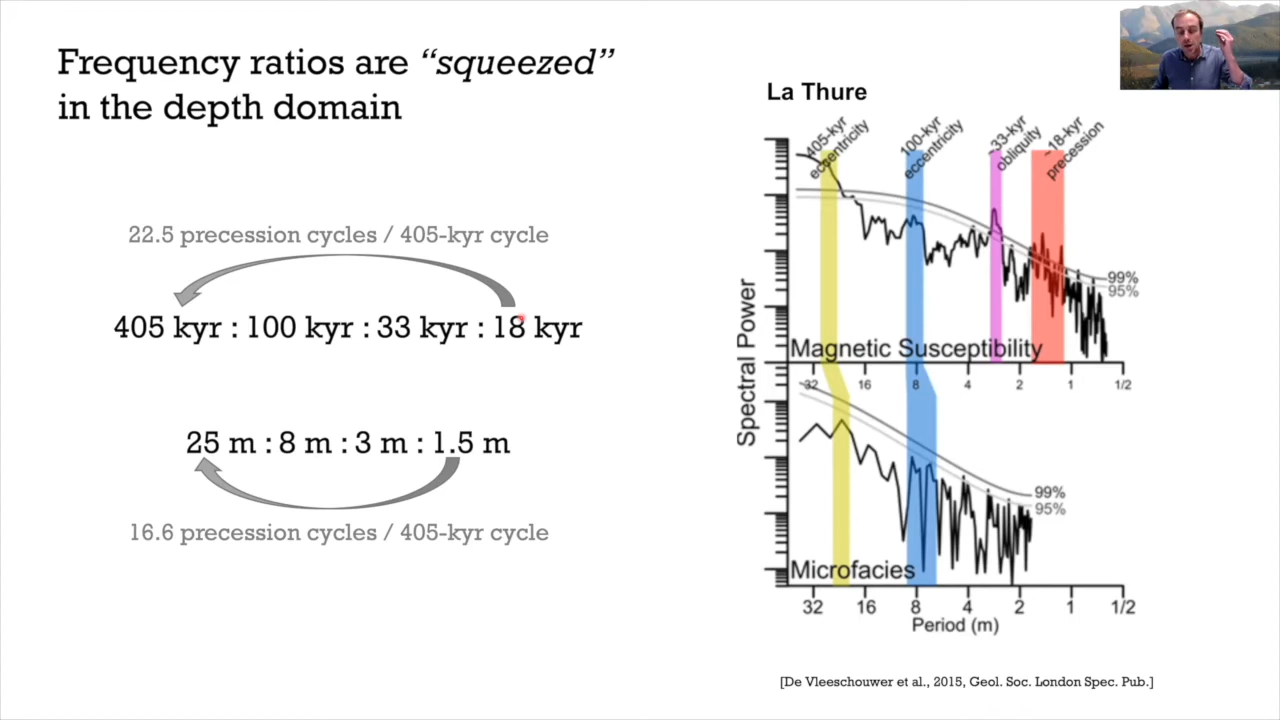 Frequency ratios are “squeezed”
in the depth domain
22.5 precession cycles / 405-kyr cycle
405 kyr : 100 kyr : 33 kyr : 18 kyr
25 m : 8 m : 3 m : 1.5 m
16.6 precession cycles / 405-kyr cycle
La Thure
405-kyr
eccentricity
100-kyr
eccentricity
~33-kyr
obliquity
~18-kyr
precession
99%
95%
Magnetic Susceptibility
32 16 8 4 2 1 1/2
Spectral Power
99%
95%
Microfacies
32 16 8 4 2 1 1/2
Period (m)
[De Vleeschouwer et al., 2015, Geol. Soc. London Spec. Pub.]